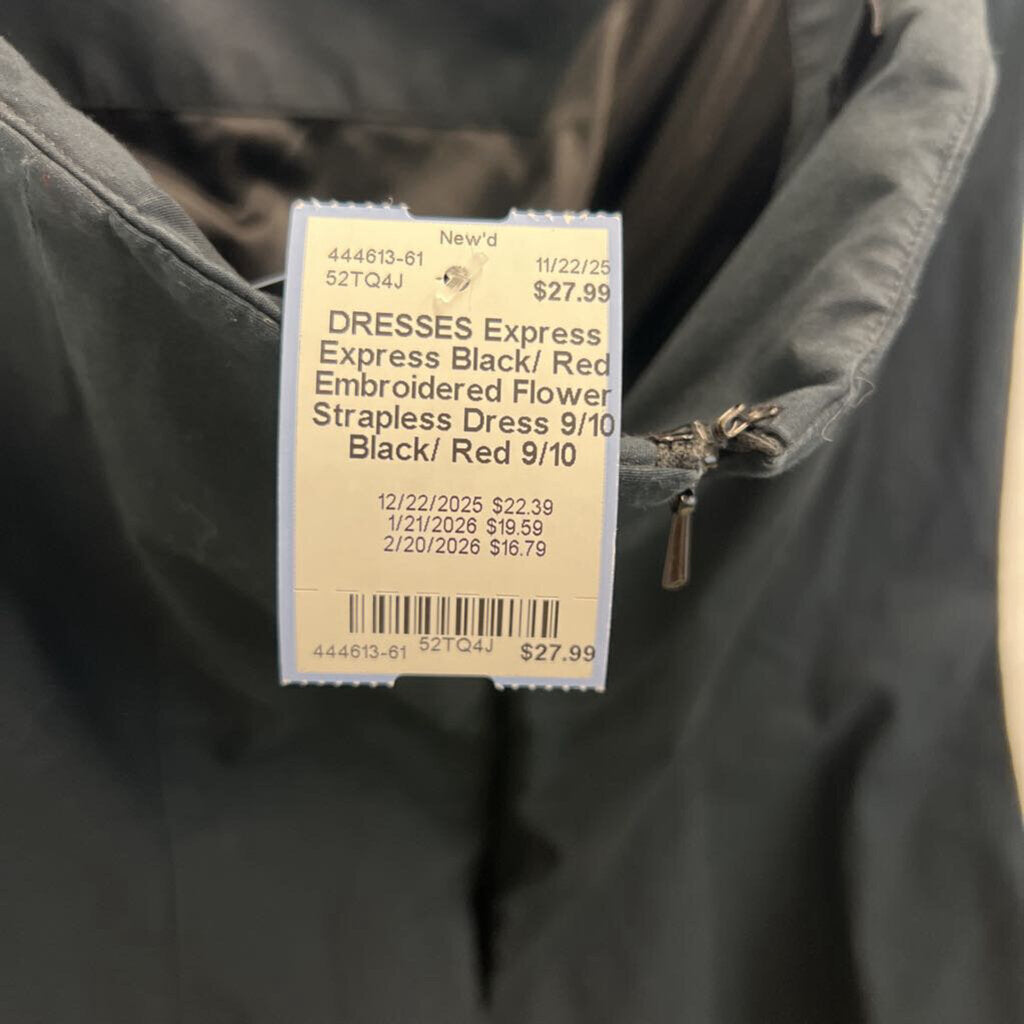 New'd
444613-61 11/22/25
52TQ4J $27.99
DRESSES Express
Express Black/ Red
Embroidered Flower
Strapless Dress 9/10
Black/ Red 9/10
12/22/2025 $22.39
1/21/2026 $19.59
2/20/2026 $16.79
444613-61 52TQ4J $27.99